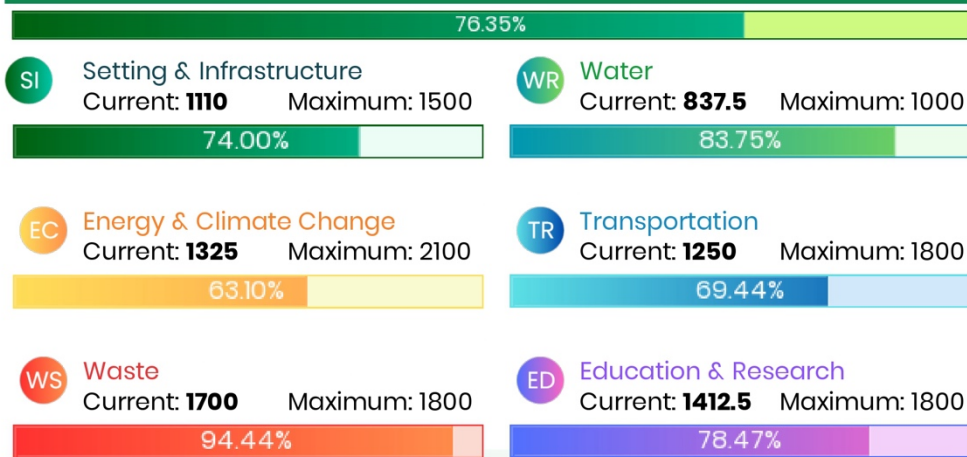 76.35%
SI Setting & Infrastructure
Current: 1110 Maximum: 1500
74.00%
WR Water
Current: 837.5 Maximum: 1000
83.75%
EC Energy & Climate Change
Current: 1325 Maximum: 2100
63.10%
TR Transportation
Current: 1250 Maximum: 1800
69.44%
WS Waste
Current: 1700 Maximum: 1800
94.44%
ED Education & Research
Current: 1412.5 Maximum: 1800
78.47%